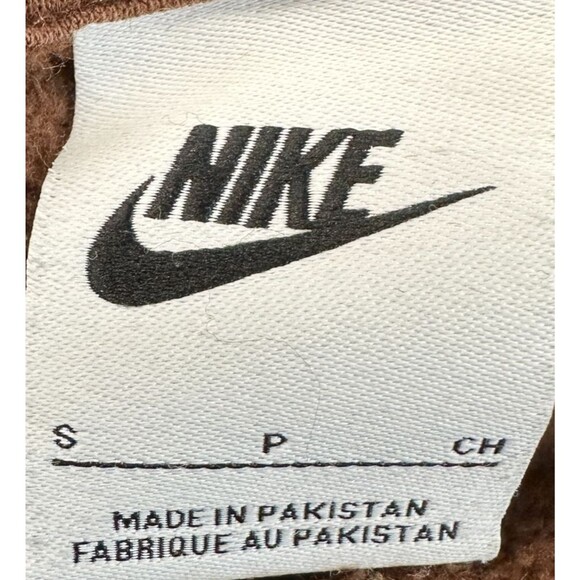 NIKE
S P CH
MADE IN PAKISTAN
FABRIQUE AU PAKISTAN